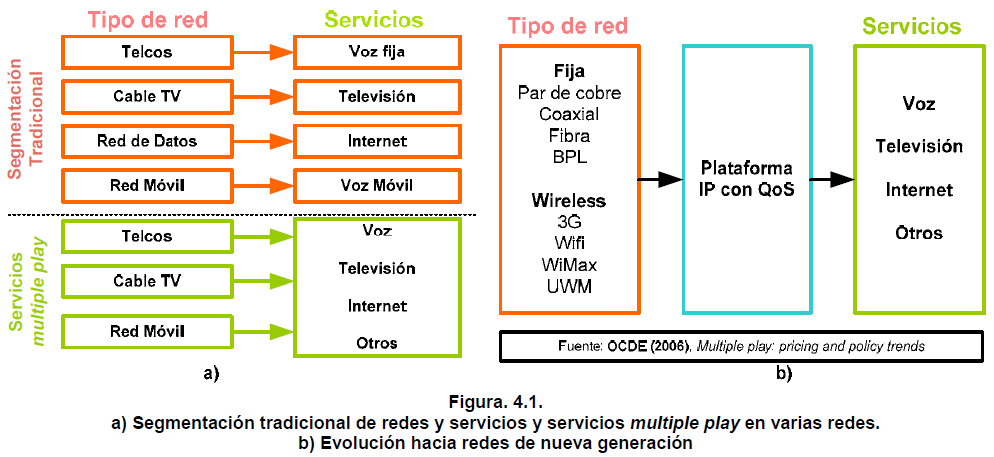 Tipo de red
Servicios
Segmentación
Tradicional
Telcos
Voz fija
Cable TV
Televisión
Red de Datos
Internet
Red Móvil
Voz Móvil
Servicios
multiple play
Telcos
Cable TV
Red Móvil
Voz
Televisión
Internet
Otros
a)
Tipo de red
Servicios
Fija
Par de cobre
Coaxial
Fibra
BPL
Wireless
3G
Wifi
WiMax
UWM
Plataforma
IP con QoS
Voz
Televisión
Internet
Otros
Fuente: OCDE (2006), Multiple play: pricing and policy trends
b)
Figura. 4.1.
a) Segmentación tradicional de redes y servicios y servicios multiple play en varias redes.
b) Evolución hacia redes de nueva generación